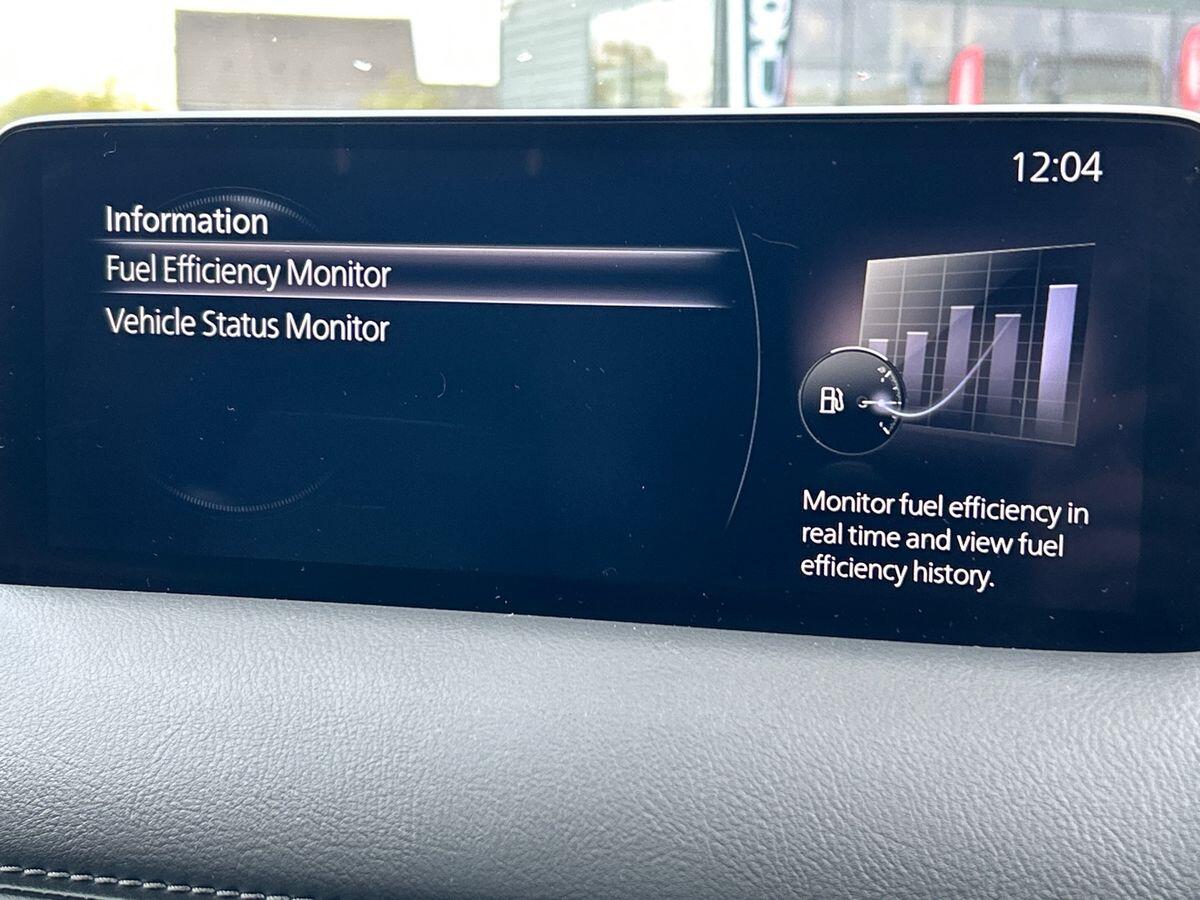 12:04
Information
Fuel Efficiency Monitor
Vehicle Status Monitor
Monitor fuel efficiency in
real time and view fuel
efficiency history.